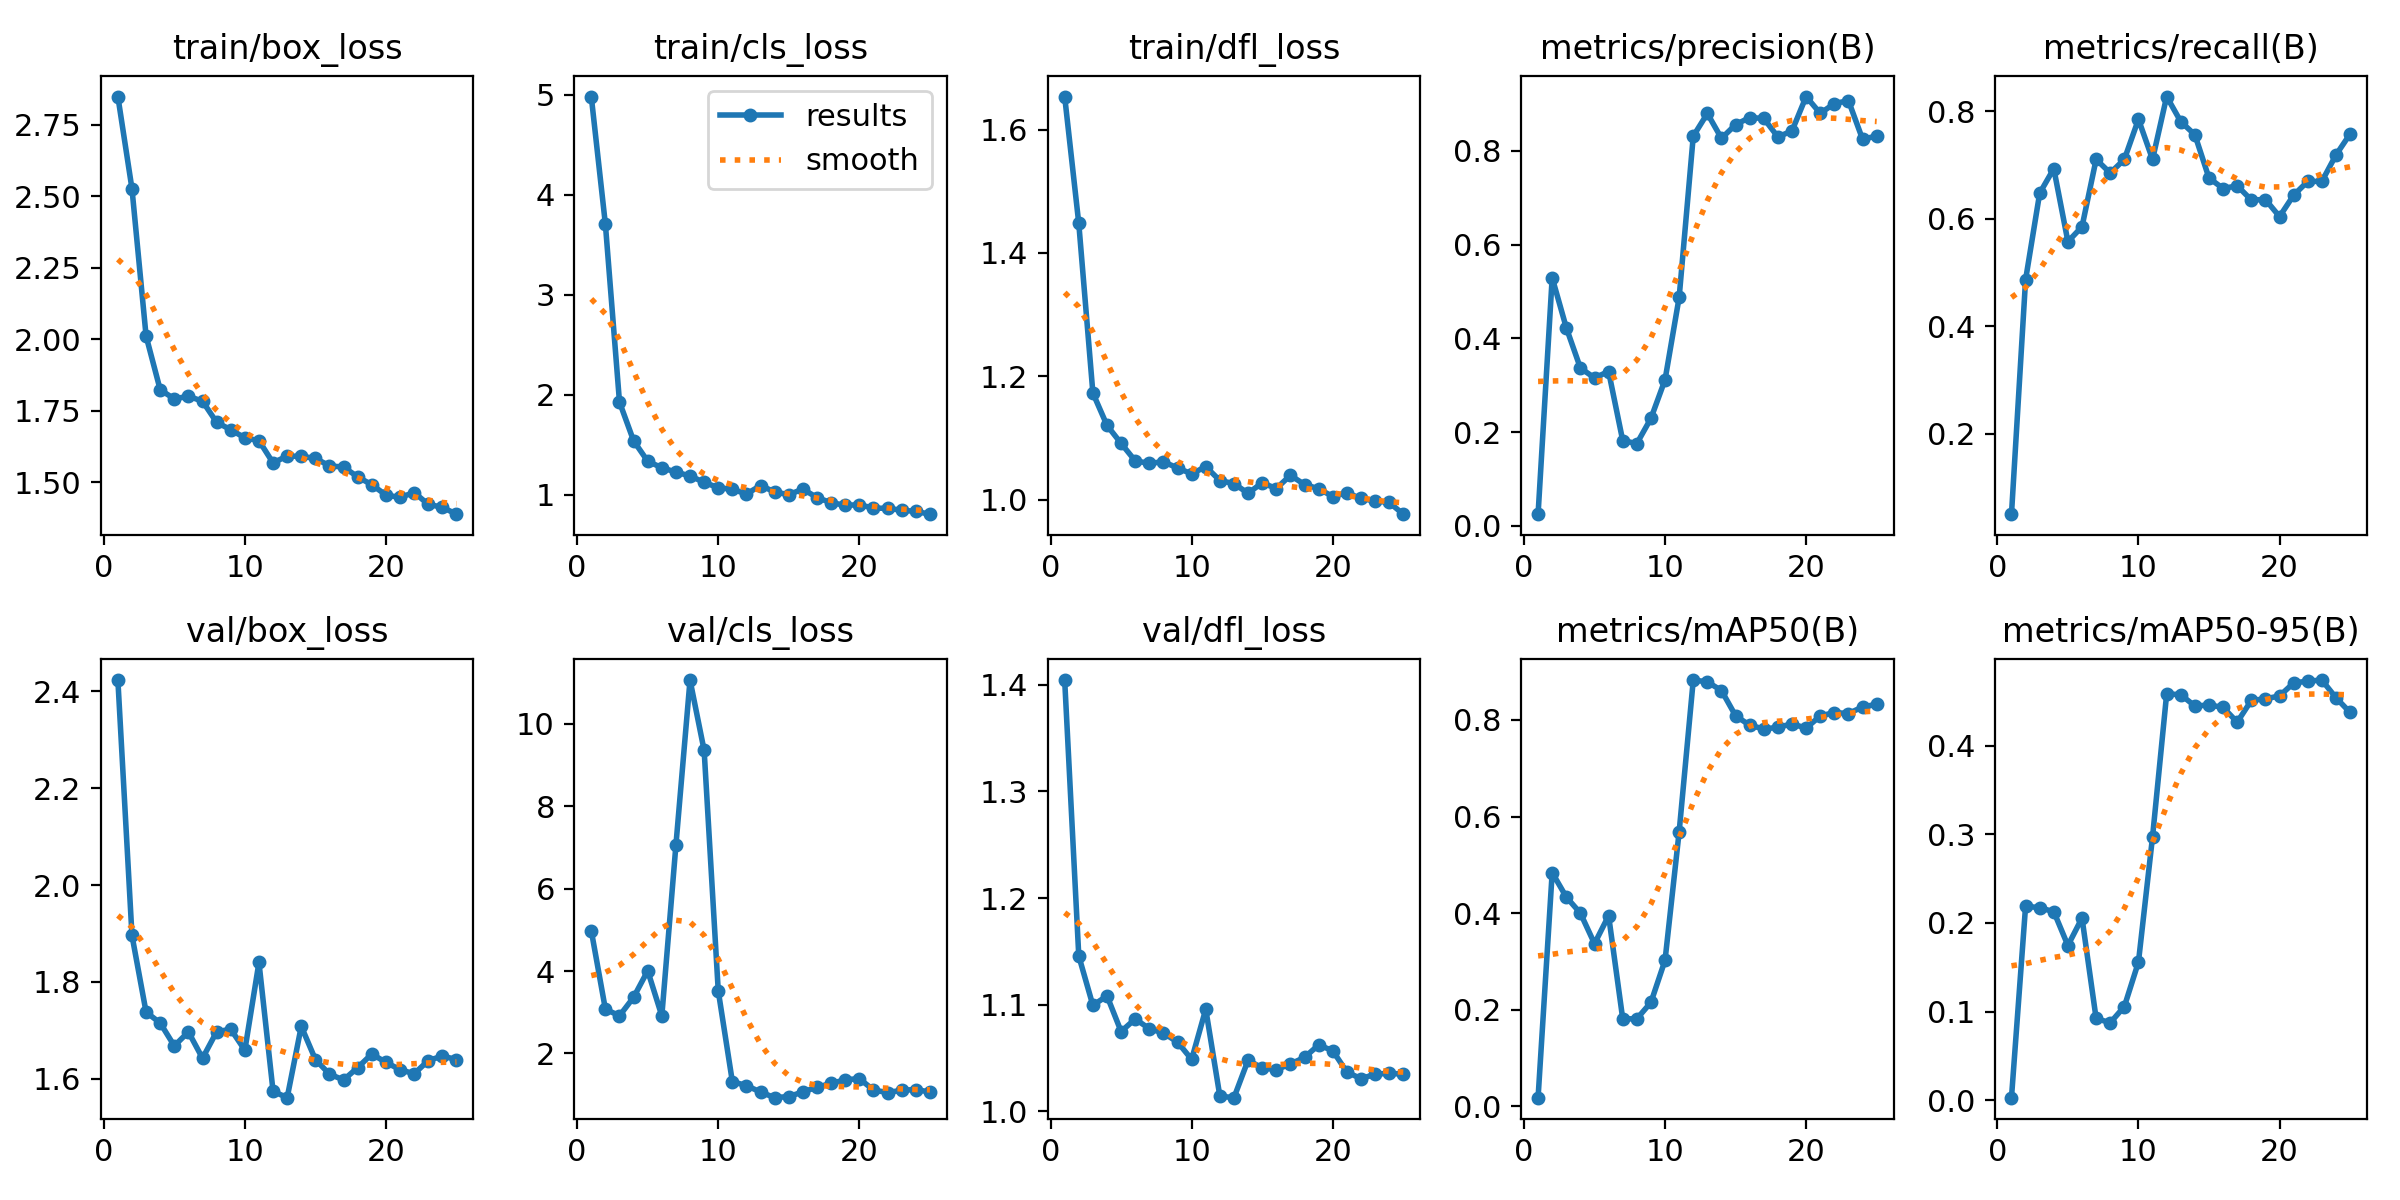 train/box_loss
2.75
2.50
2.25
2.00
1.75
1.50
0 10 20
train/cls_loss
results
smooth
5
4
3
2
1
0 10 20
train/dfl_loss
1.6
1.4
1.2
1.0
0 10 20
metrics/precision(B)
0.8
0.6
0.4
0.2
0.0
0 10 20
metrics/recall(B)
0.8
0.6
0.4
0.2
0 10 20
val/box_loss
2.4
2.2
2.0
1.8
1.6
0 10 20
val/cls_loss
10
8
6
4
2
0 10 20
val/dfl_loss
1.4
1.3
1.2
1.1
1.0
0 10 20
metrics/mAP50(B)
0.8
0.6
0.4
0.2
0.0
0 10 20
metrics/mAP50-95(B)
0.4
0.3
0.2
0.1
0.0
0 10 20